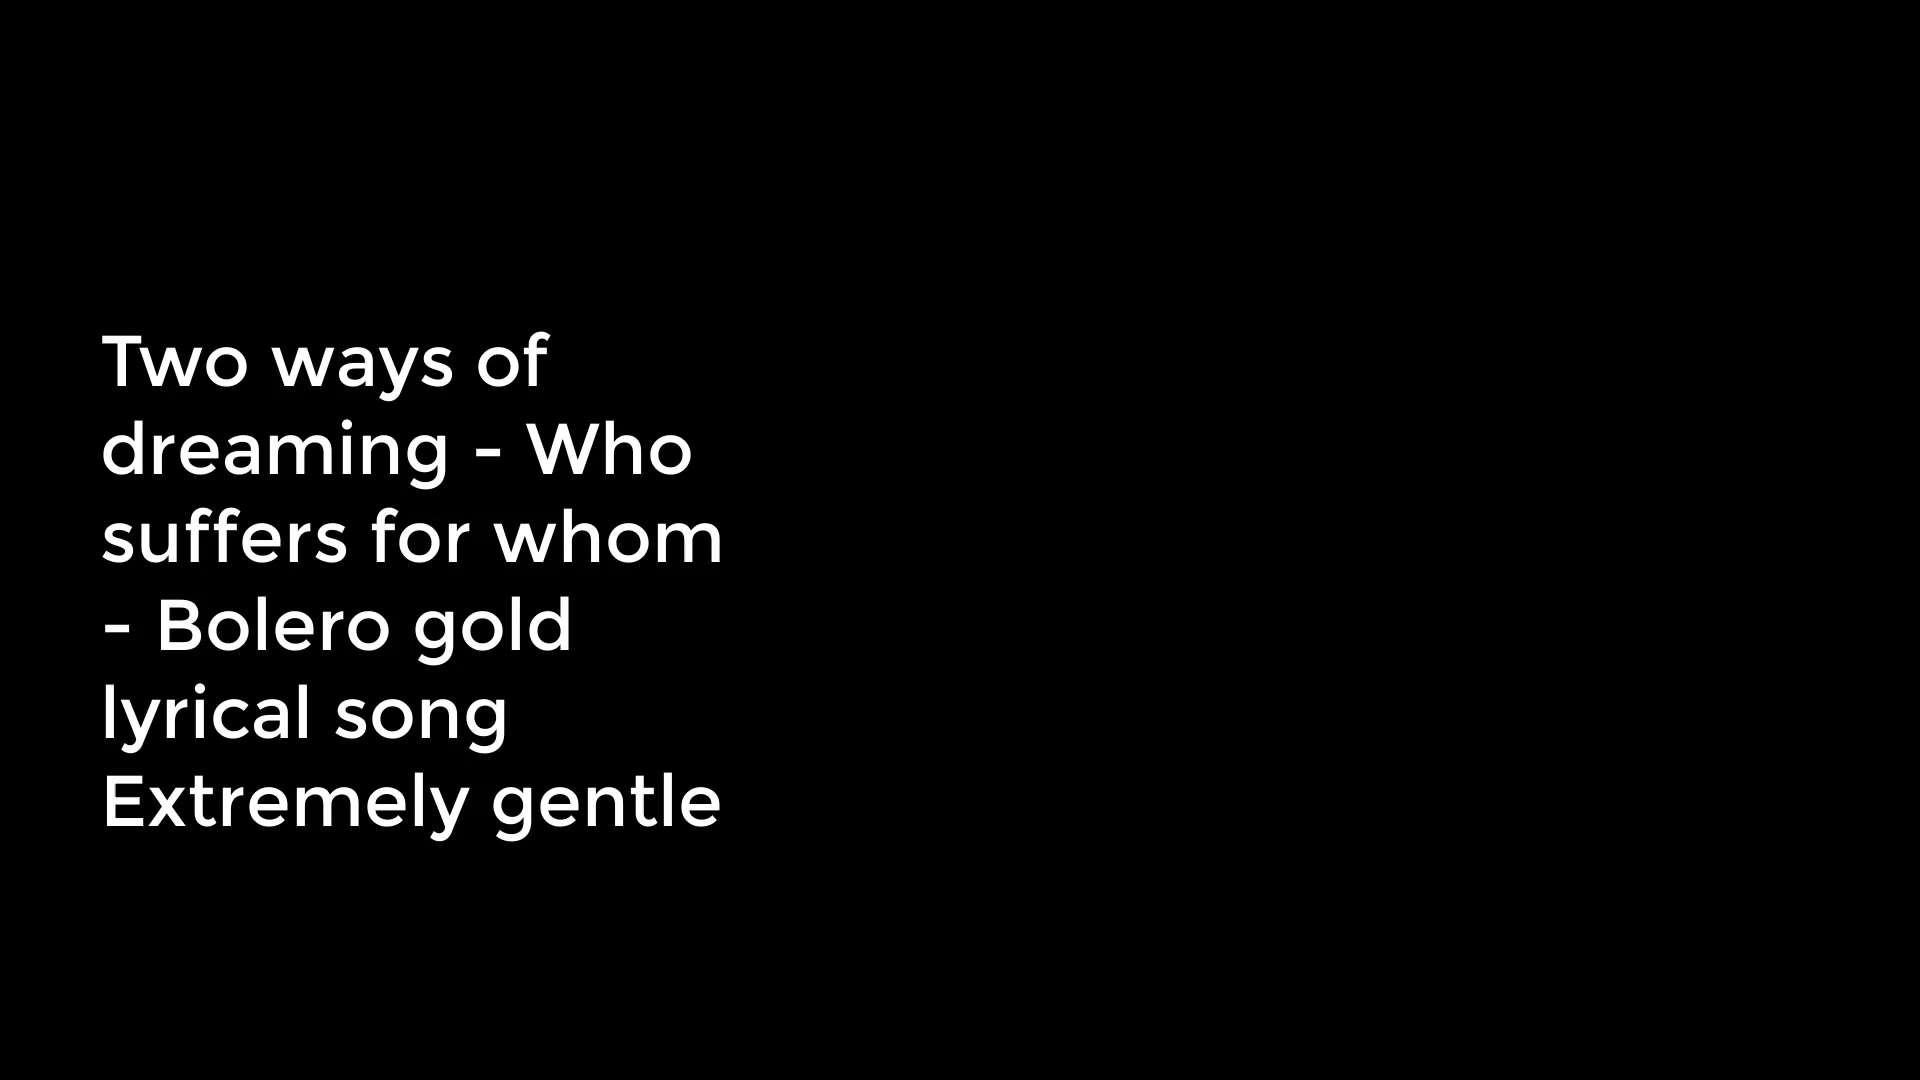 Two ways of
dreaming - Who
suffers for whom
- Bolero gold
lyrical song
Extremely gentle